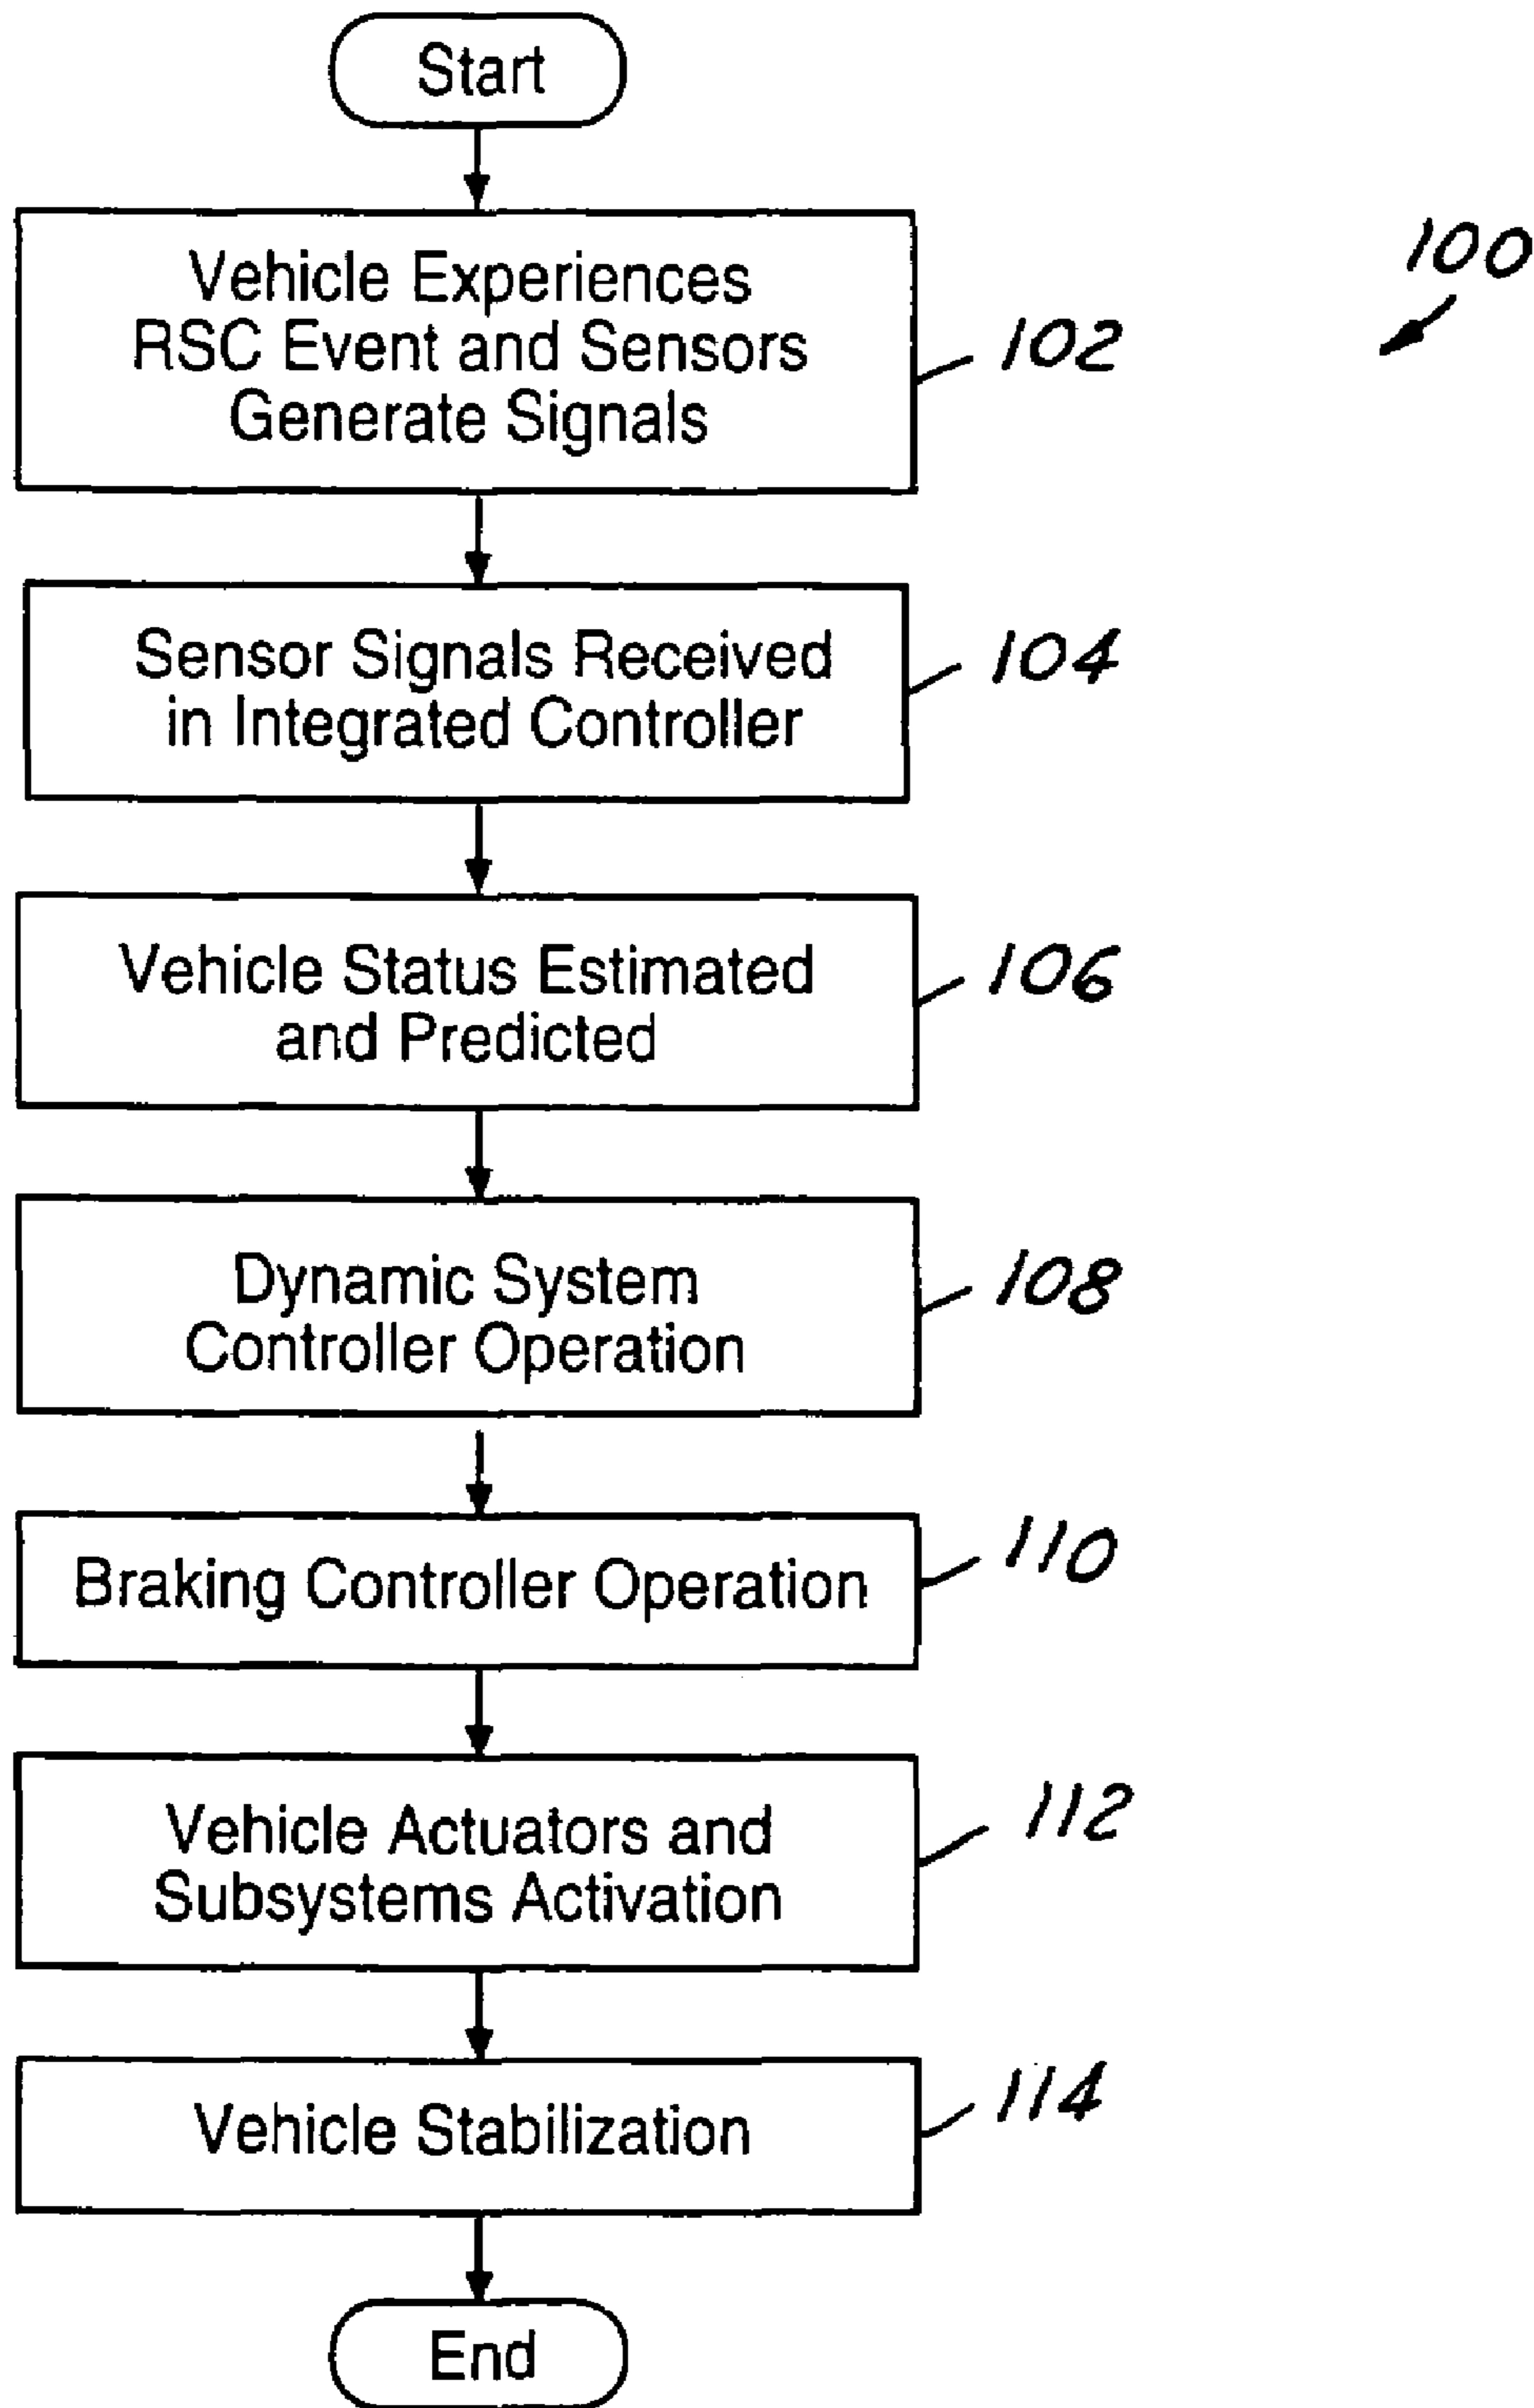 Start
100
Vehicle Experiences
RSC Event and Sensors
Generate Signals
102
Sensor Signals Received
in Integrated Controller
104
Vehicle Status Estimated
and Predicted
106
Dynamic System
Controller Operation
108
Braking Controller Operation
110
Vehicle Actuators and
Subsystems Activation
112
Vehicle Stabilization
114
End